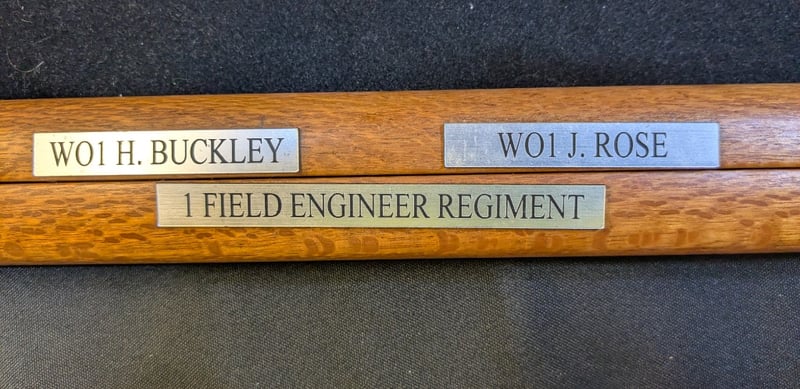 WO1 H. BUCKLEY
WO1 J. ROSE
1 FIELD ENGINEER REGIMENT